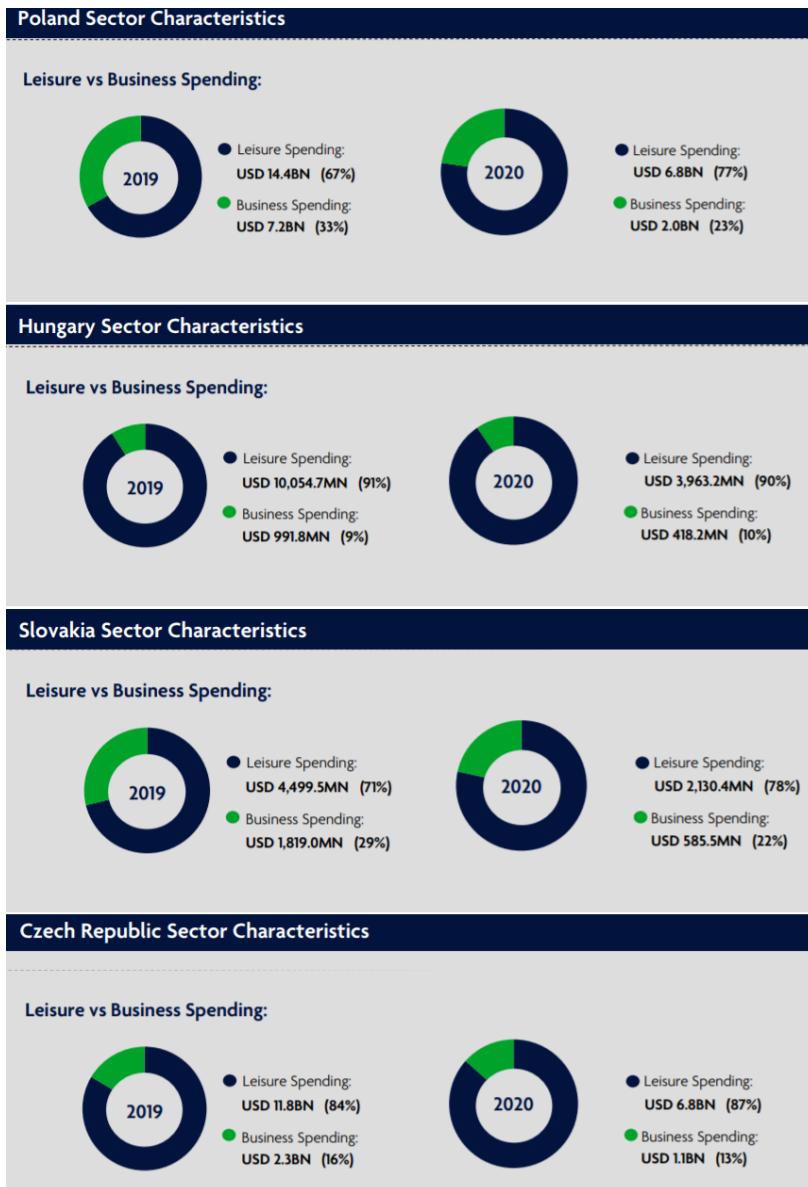 Poland Sector Characteristics
Leisure vs Business Spending:
2019
Leisure Spending:
USD 14.4BN (67%)
Business Spending:
USD 7.2BN (33%)
2020
Leisure Spending:
USD 6.8BN (77%)
Business Spending:
USD 2.0BN (23%)
Hungary Sector Characteristics
Leisure vs Business Spending:
2019
Leisure Spending:
USD 10,054.7MN (91%)
Business Spending:
USD 991.8MN (9%)
2020
Leisure Spending:
USD 3,963.2MN (90%)
Business Spending:
USD 418.2MN (10%)
Slovakia Sector Characteristics
Leisure vs Business Spending:
2019
Leisure Spending:
USD 4,499.5MN (71%)
Business Spending:
USD 1,819.0MN (29%)
2020
Leisure Spending:
USD 2,130.4MN (78%)
Business Spending:
USD 585.5MN (22%)
Czech Republic Sector Characteristics
Leisure vs Business Spending:
2019
Leisure Spending:
USD 11.8BN (84%)
Business Spending:
USD 2.3BN (16%)
2020
Leisure Spending:
USD 6.8BN (87%)
Business Spending:
USD 1.1BN (13%)